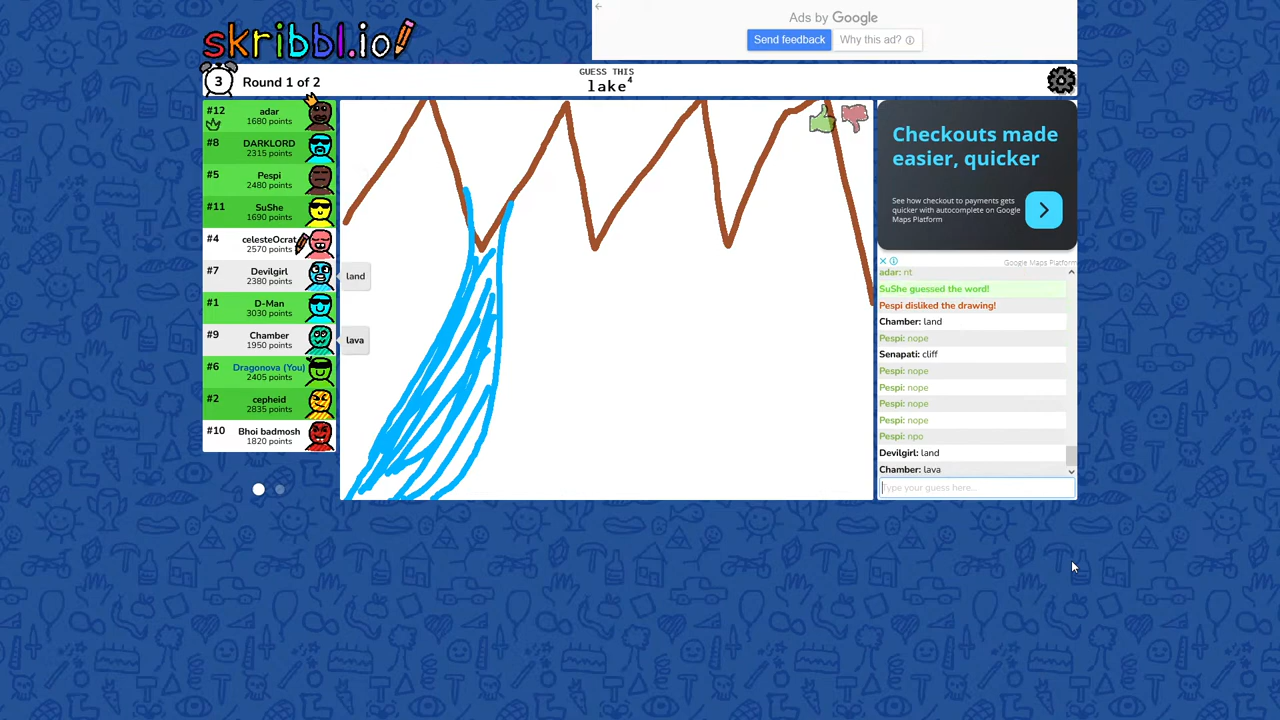 skribbl.io
Ads by Google
Send feedback
Why this ad?
3
Round 1 of 2
GUESS THIS
lake 4
#12
adar
1680 points
#8
DARKLORD
2315 points
#5
Pespi
2480 points
#11
SuShe
1690 points
#4
celesteOcrat
2570 points
#7
Devilgirl
2380 points
land
#1
D-Man
3030 points
#9
Chamber
1950 points
lava
#6
Dragonova (You)
2405 points
#2
cepheid
2835 points
#10
Bhoi badmosh
1820 points
Checkouts made
easier, quicker
See how checkout to payments gets
quicker with autocomplete on Google
Maps Platform
Google Maps Platform
adar: nt
SuShe guessed the word!
Pespi disliked the drawing!
Chamber: land
Pespi: nope
Senapati: cliff
Pespi: nope
Pespi: nope
Pespi: nope
Pespi: nope
Pespi: npo
Devilgirl: land
Chamber: lava
Type your guess here...